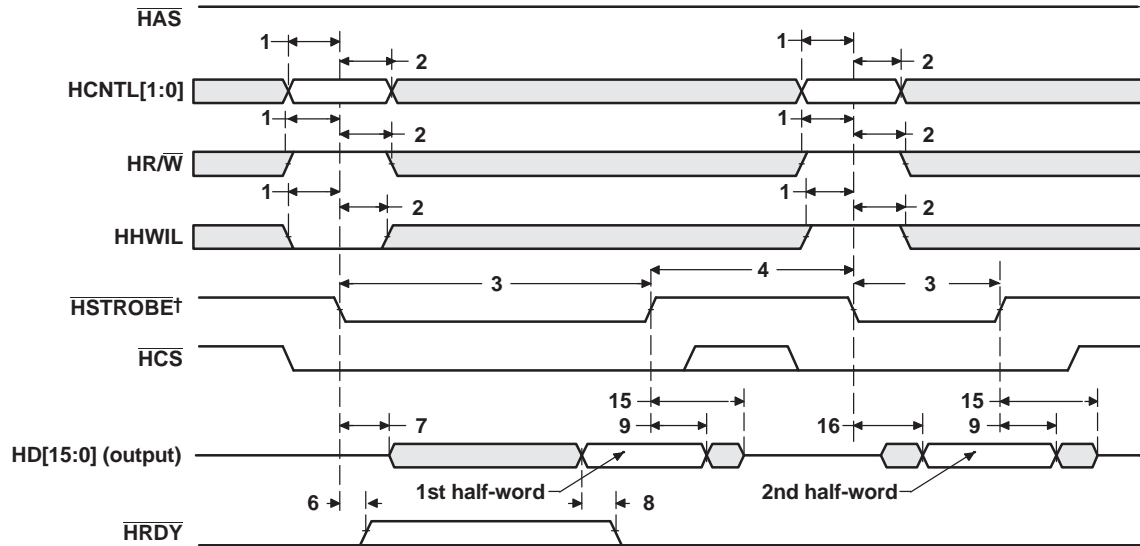 HAS
1
1
2
2
HCNTL[1:0]
1
1
2
2
HR/W
1
1
2
2
HHWIL
3
4
3
HSTROBE†
HCS
15
15
7
9
16
9
HD[15:0] (output)
1st half-word
2nd half-word
6
8
HRDY